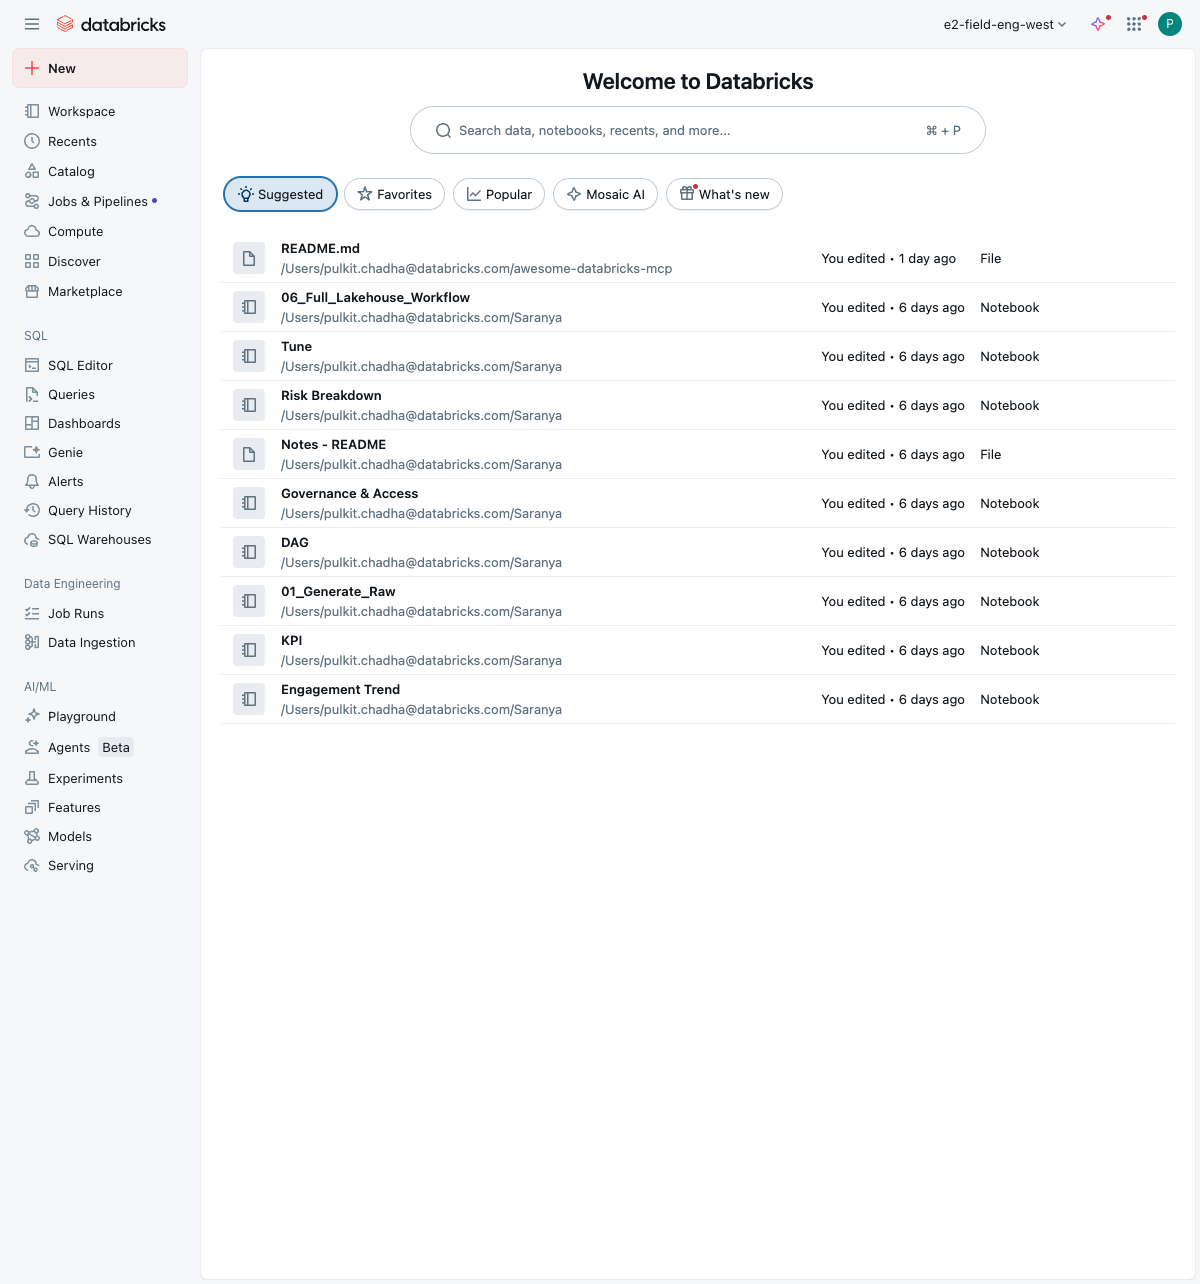 databricks
e2-field-eng-west
P
New
Workspace
Recents
Catalog
Jobs & Pipelines
Compute
Discover
Marketplace
SQL
SQL Editor
Queries
Dashboards
Genie
Alerts
Query History
SQL Warehouses
Data Engineering
Job Runs
Data Ingestion
AI/ML
Playground
Agents Beta
Experiments
Features
Models
Serving
Welcome to Databricks
Search data, notebooks, recents, and more... ⌘ + P
Suggested Favorites Popular Mosaic AI What's new
README.md
/Users/pulkit.chadha@databricks.com/awesome-databricks-mcp
You edited • 1 day ago File
06_Full_Lakehouse_Workflow
/Users/pulkit.chadha@databricks.com/Saranya
You edited • 6 days ago Notebook
Tune
/Users/pulkit.chadha@databricks.com/Saranya
You edited • 6 days ago Notebook
Risk Breakdown
/Users/pulkit.chadha@databricks.com/Saranya
You edited • 6 days ago Notebook
Notes - README
/Users/pulkit.chadha@databricks.com/Saranya
You edited • 6 days ago File
Governance & Access
/Users/pulkit.chadha@databricks.com/Saranya
You edited • 6 days ago Notebook
DAG
/Users/pulkit.chadha@databricks.com/Saranya
You edited • 6 days ago Notebook
01_Generate_Raw
/Users/pulkit.chadha@databricks.com/Saranya
You edited • 6 days ago Notebook
KPI
/Users/pulkit.chadha@databricks.com/Saranya
You edited • 6 days ago Notebook
Engagement Trend
/Users/pulkit.chadha@databricks.com/Saranya
You edited • 6 days ago Notebook